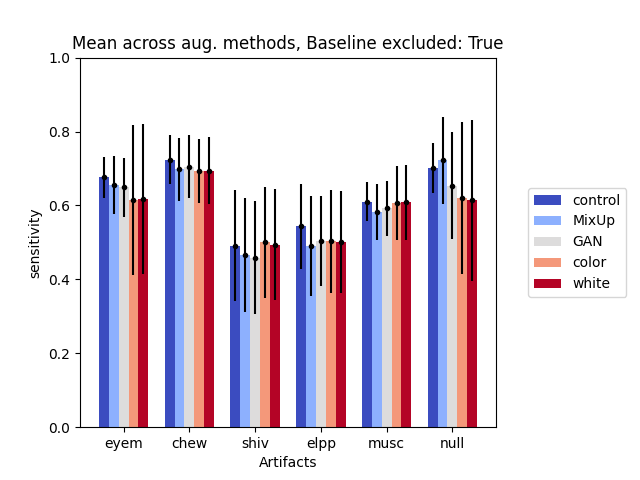 Mean across aug. methods, Baseline excluded: True
1.0
0.8
0.6
0.4
0.2
0.0
sensitivity
eyem chew shiv elpp musc null
Artifacts
control
MixUp
GAN
color
white